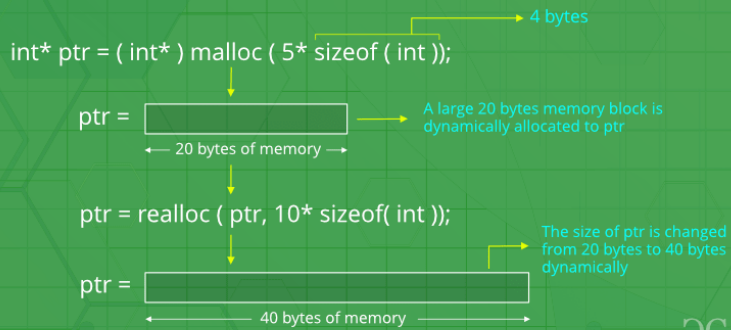 4 bytes
int* ptr = ( int* ) malloc ( 5* sizeof ( int ));
ptr =
A large 20 bytes memory block is
dynamically allocated to ptr
20 bytes of memory
ptr = realloc ( ptr, 10* sizeof( int ));
The size of ptr is changed
from 20 bytes to 40 bytes
dynamically
ptr =
40 bytes of memory